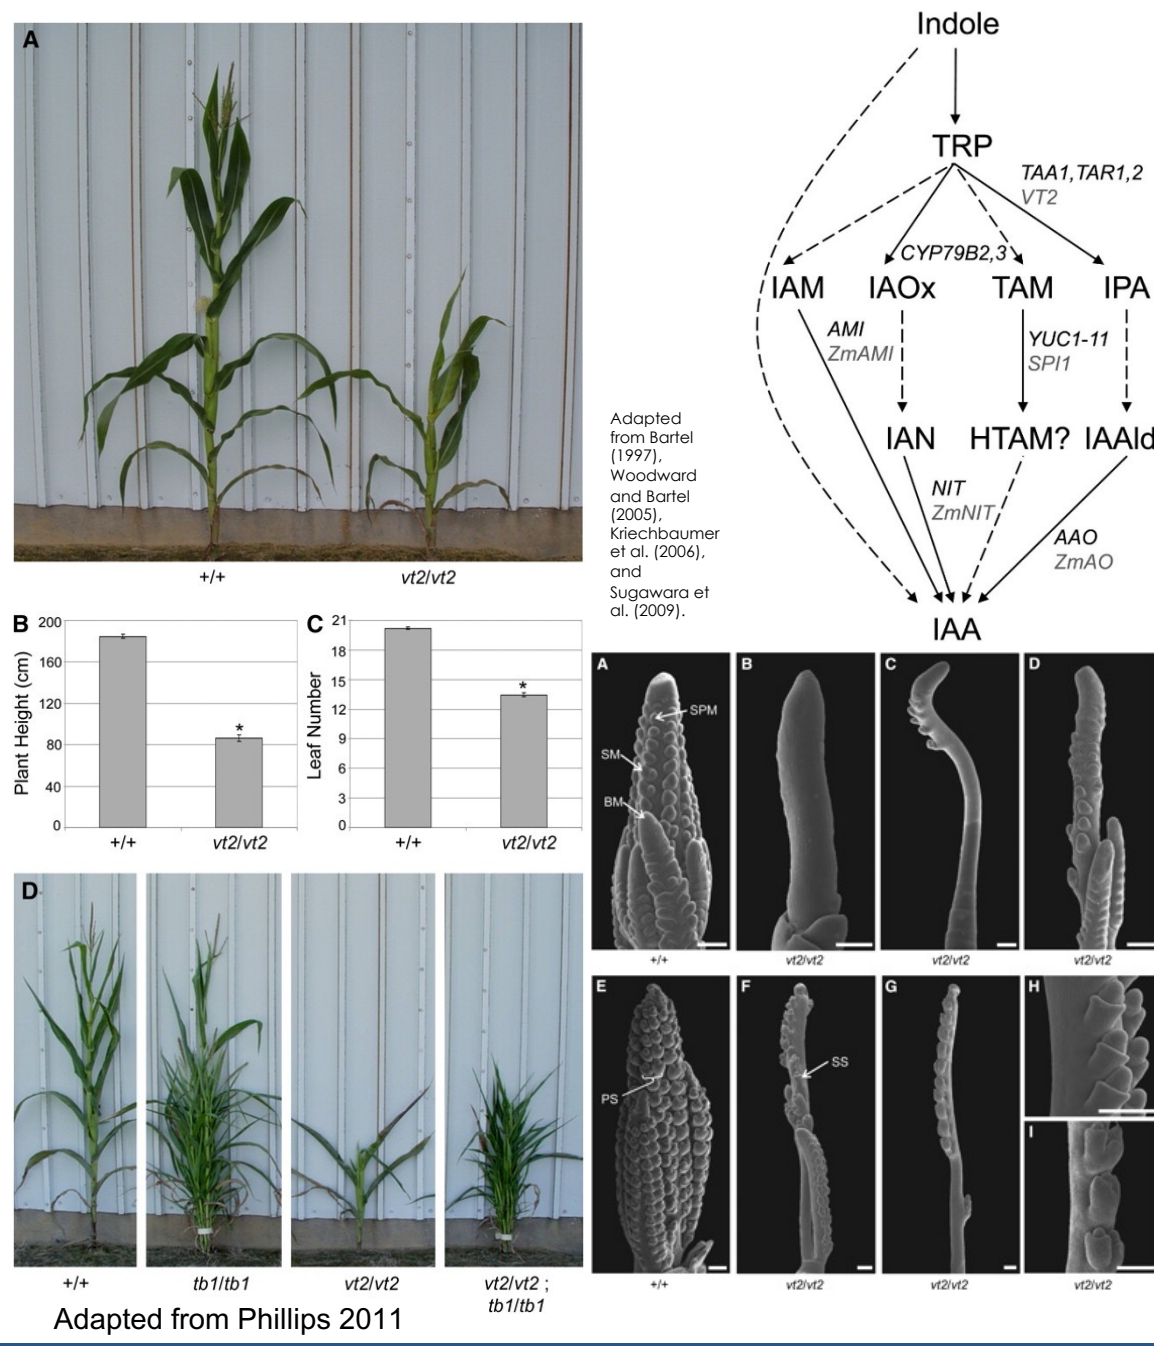 A
+/+
vt2/vt2
B
Plant Height (cm)
200
160
120
80
40
0
*
+/+
vt2/vt2
C
Leaf Number
21
18
15
12
9
6
3
0
*
+/+
vt2/vt2
D
+/+
tb1/tb1
vt2/vt2
vt2/vt2 ;
tb1/tb1
Adapted from Phillips 2011
Indole
TRP
TAA1,TAR1,2
VT2
CYP79B2,3
IAM
IAOx
TAM
IPA
AMI
ZmAMI
YUC1-11
SPI1
IAN
HTAM?
IAAld
NIT
ZmNIT
AAO
ZmAO
IAA
Adapted
from Bartel
(1997),
Woodward
and Bartel
(2005),
Kriechbaumer
et al. (2006),
and
Sugawara et
al. (2009).
A
SPM
SM
BM
+/+
B
vt2/vt2
C
vt2/vt2
D
vt2/vt2
E
PS
+/+
F
SS
vt2/vt2
G
vt2/vt2
H
I
vt2/vt2